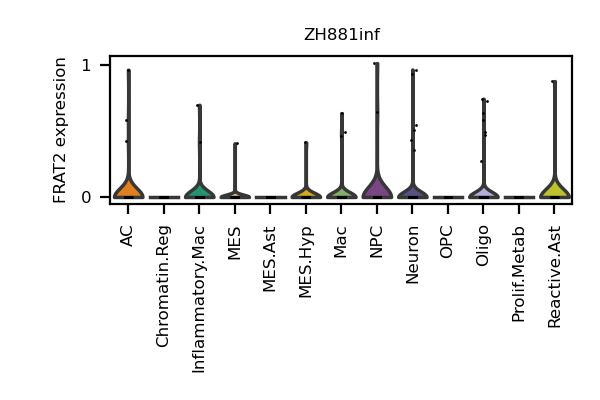 ZH881inf
FRAT2 expression
1
0
AC
Chromatin.Reg
Inflammatory.Mac
MES
MES.Ast
MES.Hyp
Mac
NPC
Neuron
OPC
Oligo
Prolif.Metab
Reactive.Ast